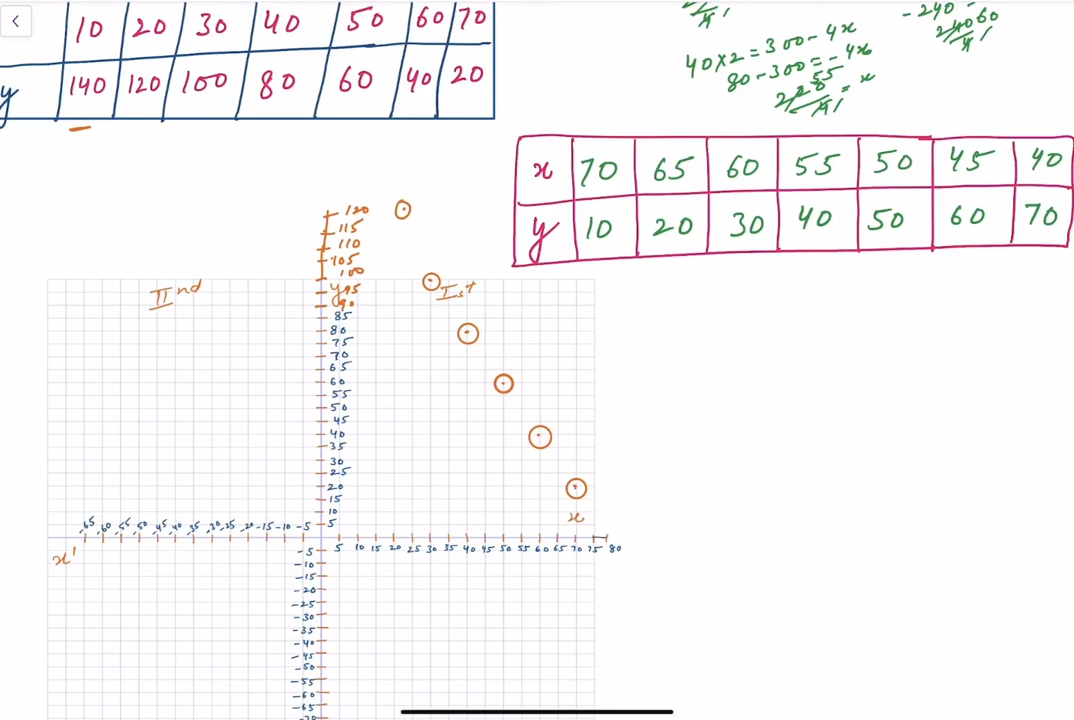 10 20 30 40 50 60 70
y 140 120 100 80 60 40 20
-240
40×2=300-4x
80-300=-4x
x 70 65 60 55 50 45 40
y 10 20 30 40 50 60 70
120
115
110
105
100
y 95
90
85
80
75
70
65
60
55
50
45
40
35
30
25
20
15
10
5
IInd
Ist
x
-65 -60 -55 -50 -45 -40 -35 -30 -25 -20 -15 -10 -5
x'
5 10 15 20 25 30 35 40 45 50 55 60 65 70 75 80
-5
-10
-15
-20
-25
-30
-35
-40
-45
-50
-55
-60
-65
-70